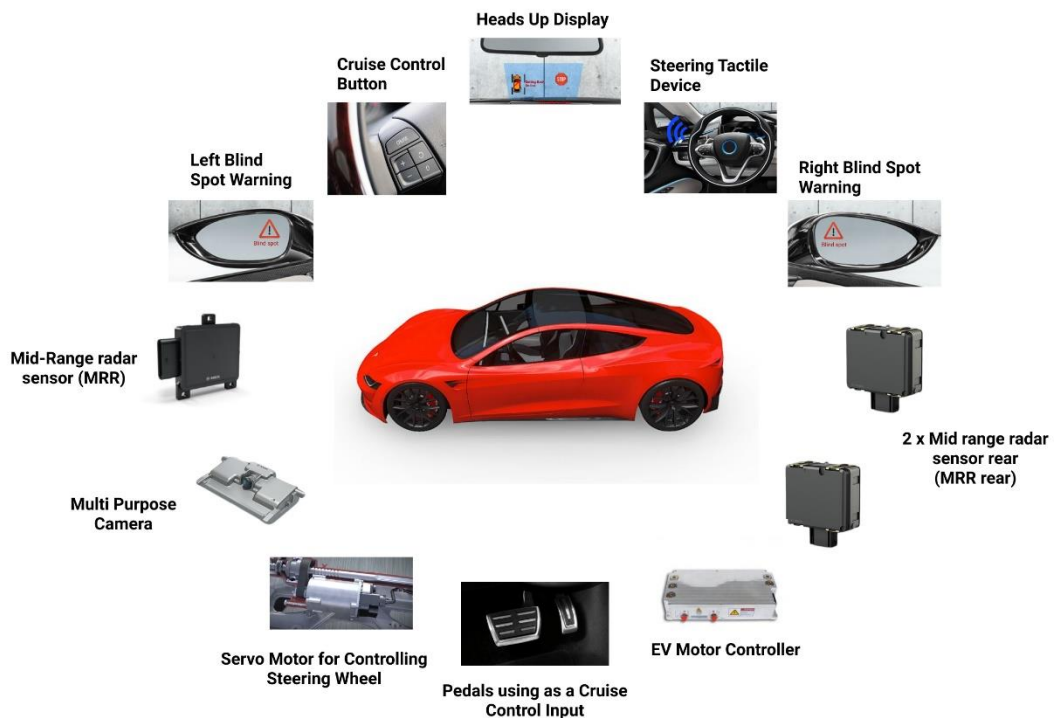 Heads Up Display
Cruise Control
Button
Steering Tactile
Device
STOP
Left Blind
Spot Warning
Right Blind Spot
Warning
Blind spot
Blind spot
Mid-Range radar
sensor (MRR)
2 x Mid range radar
sensor rear
(MRR rear)
Multi Purpose
Camera
Servo Motor for Controlling
Steering Wheel
Pedals using as a Cruise
Control Input
EV Motor Controller